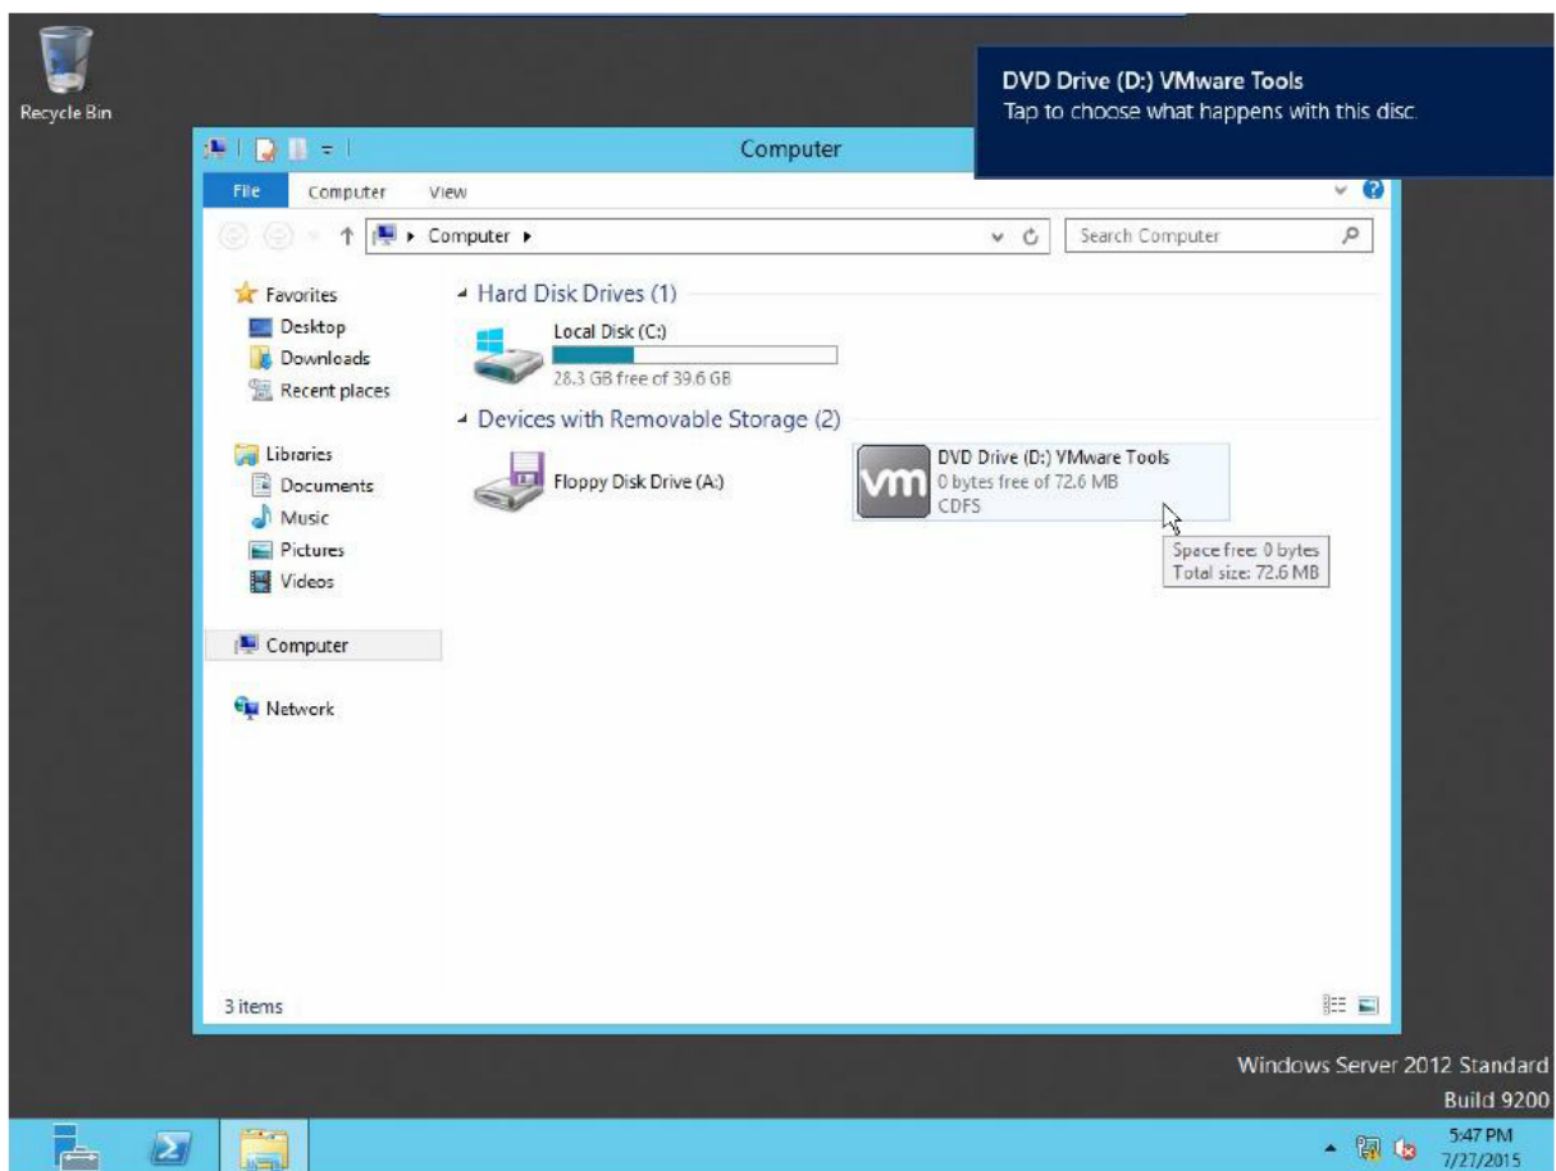 Recycle Bin
DVD Drive (D:) VMware Tools
Tap to choose what happens with this disc.
Computer
File
Computer
View
Computer
Search Computer
Favorites
Desktop
Downloads
Recent places
Libraries
Documents
Music
Pictures
Videos
Computer
Network
Hard Disk Drives (1)
Local Disk (C:)
28.3 GB free of 39.6 GB
Devices with Removable Storage (2)
Floppy Disk Drive (A:)
vm
DVD Drive (D:) VMware Tools
0 bytes free of 72.6 MB
CDFS
Space free: 0 bytes
Total size: 72.6 MB
3 items
Windows Server 2012 Standard
Build 9200
5:47 PM
7/27/2015